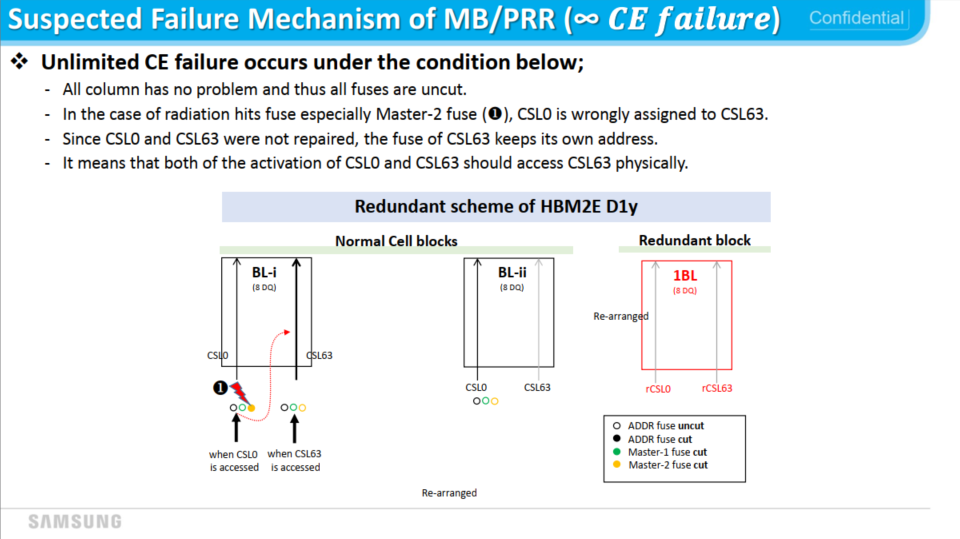 Suspected Failure Mechanism of MB/PRR (∞ CE failure)
Confidential
❖ Unlimited CE failure occurs under the condition below;
- All column has no problem and thus all fuses are uncut.
- In the case of radiation hits fuse especially Master-2 fuse (❶), CSL0 is wrongly assigned to CSL63.
- Since CSL0 and CSL63 were not repaired, the fuse of CSL63 keeps its own address.
- It means that both of the activation of CSL0 and CSL63 should access CSL63 physically.
Redundant scheme of HBM2E D1y
Normal Cell blocks
Redundant block
BL-i
(8 DQ)
BL-ii
(8 DQ)
1BL
(8 DQ)
Re-arranged
CSL0
CSL63
❶
CSL0
CSL63
rCSL0
rCSL63
when CSL0
is accessed
when CSL63
is accessed
ADDR fuse uncut
ADDR fuse cut
Master-1 fuse cut
Master-2 fuse cut
Re-arranged
SAMSUNG